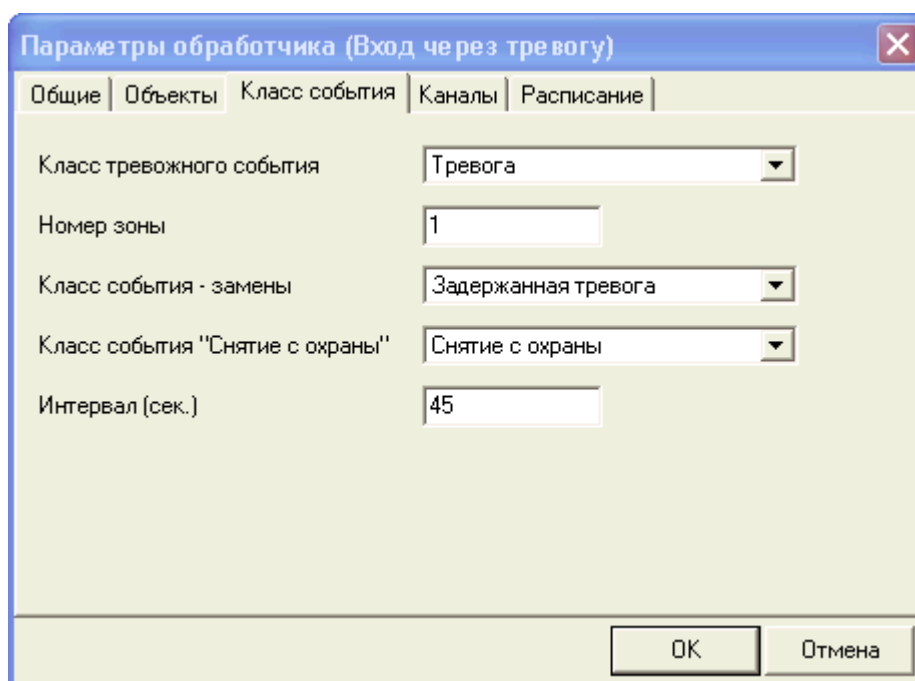 Параметры обработчика (Вход через тревогу)
Общие Объекты Класс события Каналы Расписание
Класс тревожного события Тревога
Номер зоны 1
Класс события - замены Задержанная тревога
Класс события "Снятие с охраны" Снятие с охраны
Интервал (сек.) 45
OK Отмена